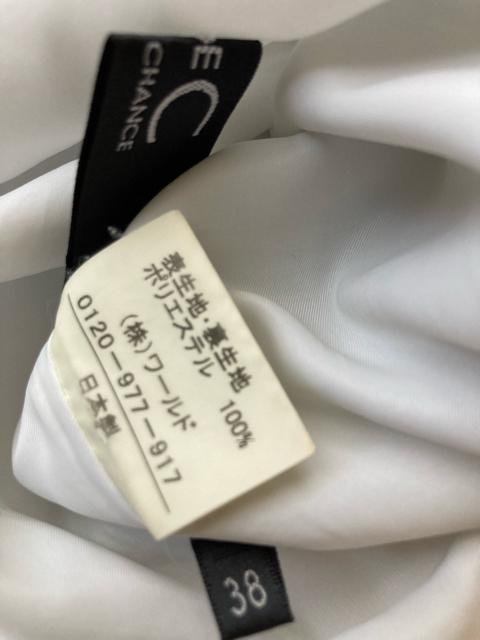 C
CHANCE
表生地・裏生地
ポリエステル 100%
(株)ワールド
0120-977-917
日本製
38